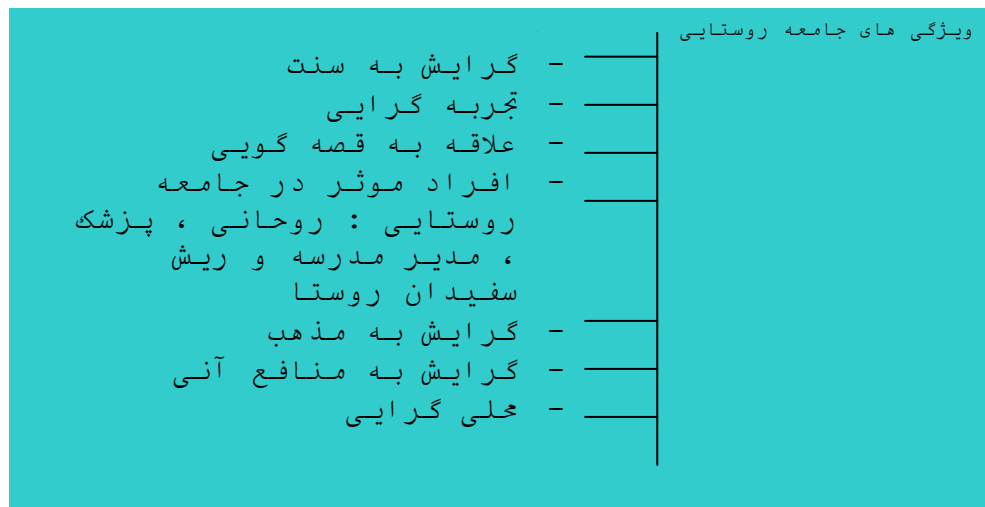 ویژگی های جامعه روستایی
- گرایش به سنت
- تجربه گرایی
- علاقه به قصه گویی
- افراد موثر در جامعه
روستایی : روحانی ، پزشک
، مدیر مدرسه و ریش
سفیدان روستا
- گرایش به مذهب
- گرایش به منافع آنی
- محلی گرایی